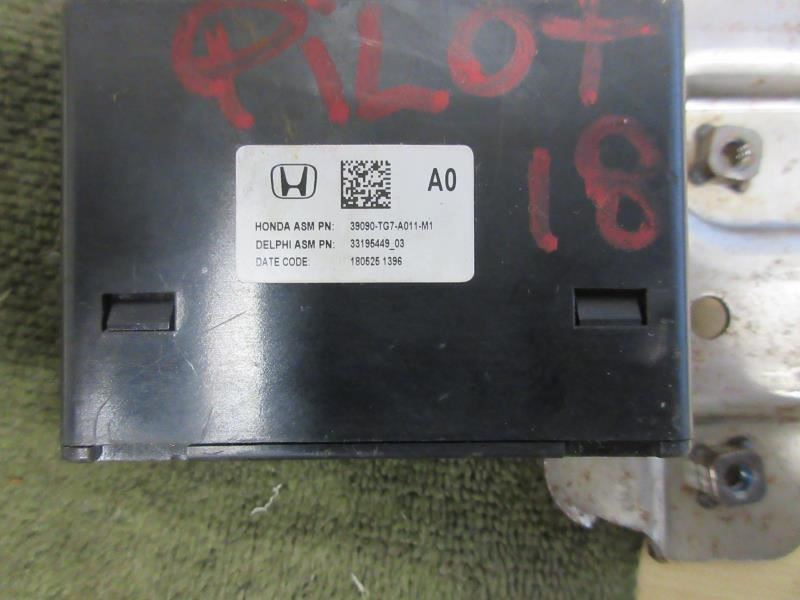 PiLOT
18
A0
HONDA ASM PN: 39090-TG7-A011-M1
DELPHI ASM PN: 33195449_03
DATE CODE: 180525 1396